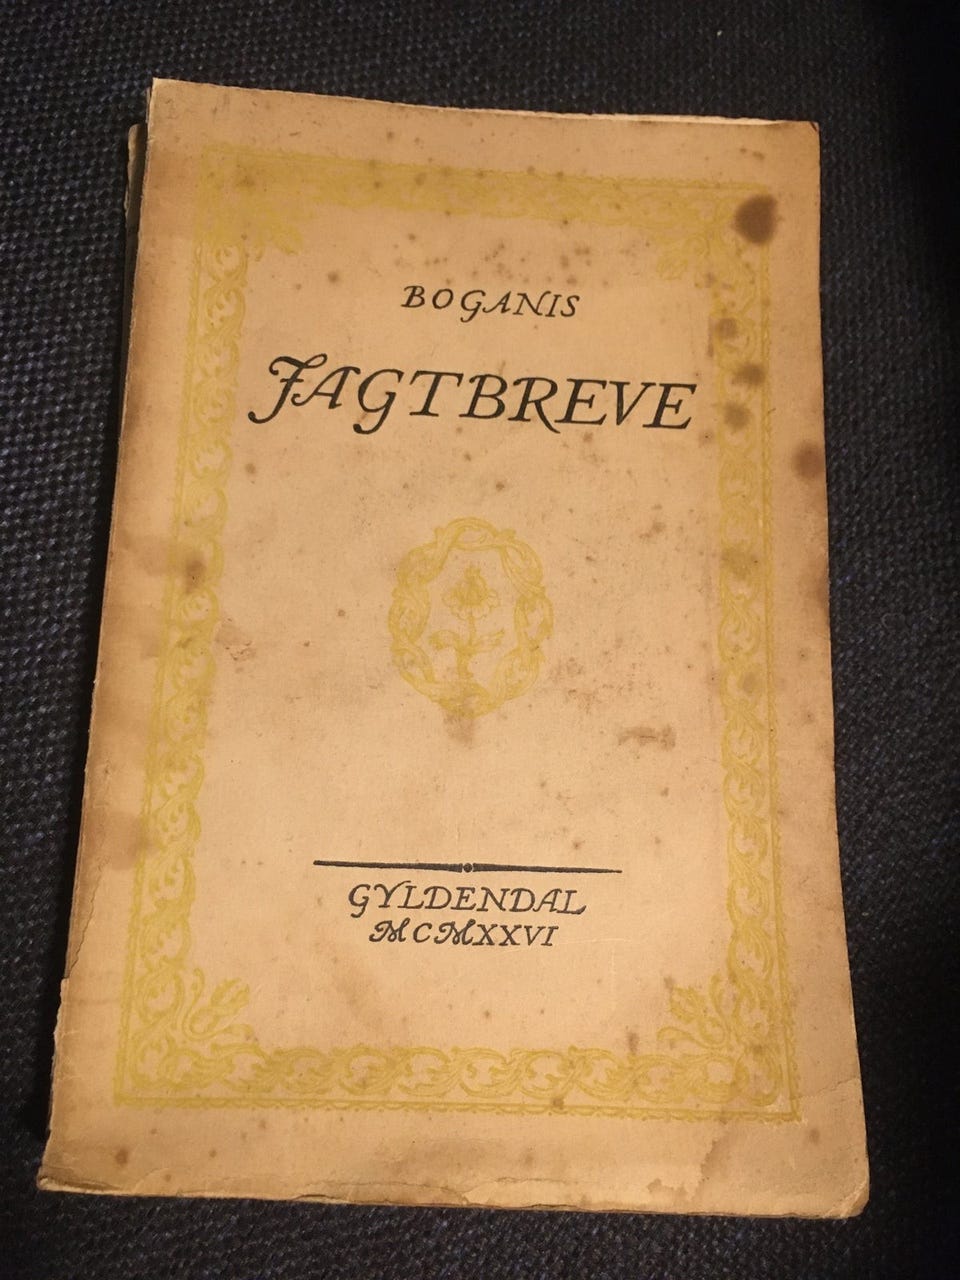 BOGANIS
JAGTBREVE
GYLDENDAL
MCMXXVI